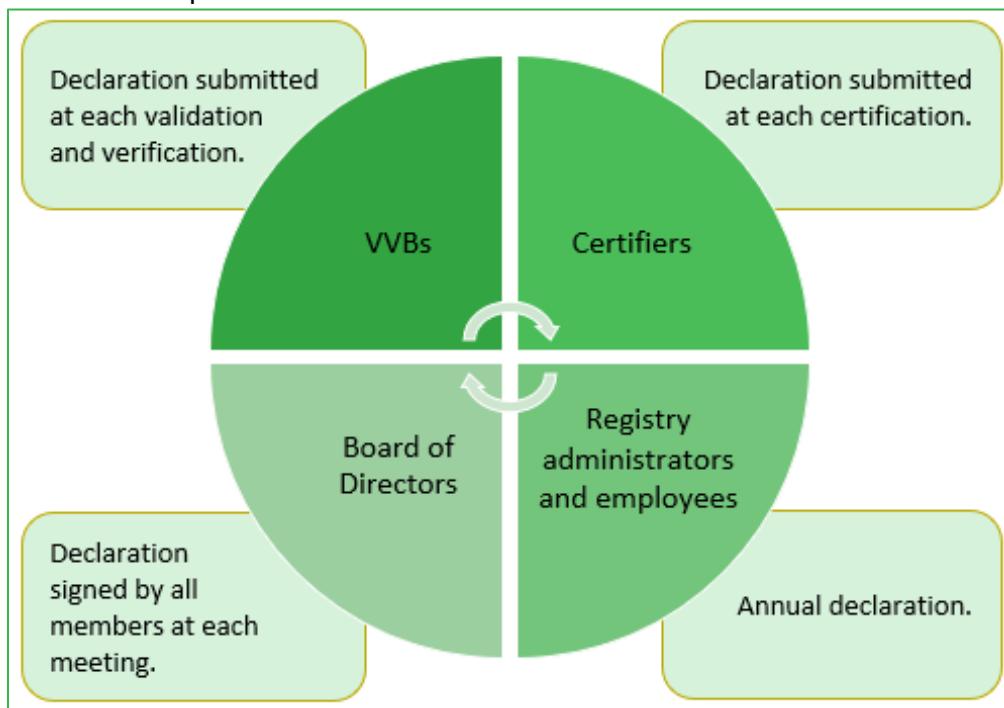 Declaration submitted
at each validation
and verification.
Declaration submitted
at each certification.
VVBs
Certifiers
Board of
Directors
Registry
administrators
and employees
Declaration
signed by all
members at each
meeting.
Annual declaration.